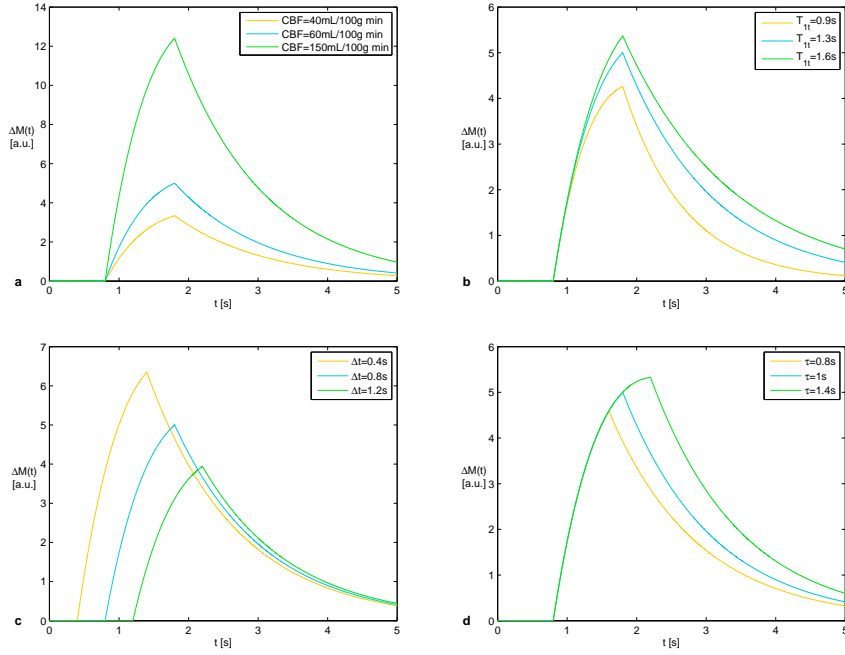 14
12
10
8
6
4
2
0
ΔM(t)
[a.u.]
CBF=40mL/100g min
CBF=60mL/100g min
CBF=150mL/100g min
0 1 2 3 4 5
t [s]
a
6
5
4
3
2
1
0
ΔM(t)
[a.u.]
T1t=0.9s
T1t=1.3s
T1t=1.6s
0 1 2 3 4 5
t [s]
b
7
6
5
4
3
2
1
0
ΔM(t)
[a.u.]
Δt=0.4s
Δt=0.8s
Δt=1.2s
0 1 2 3 4 5
t [s]
c
6
5
4
3
2
1
0
ΔM(t)
[a.u.]
τ=0.8s
τ=1s
τ=1.4s
0 1 2 3 4 5
t [s]
d